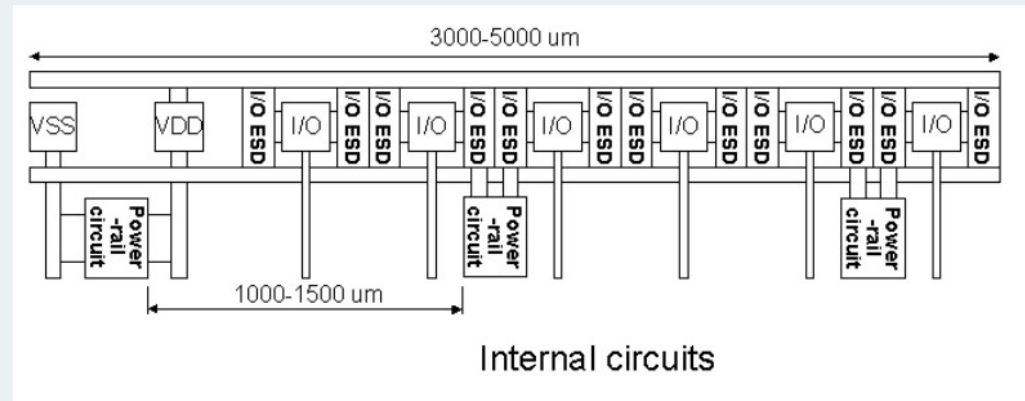 3000-5000 um
VSS
VDD
I/O ESD
I/O
I/O ESD
I/O ESD
I/O
I/O ESD
I/O ESD
I/O
I/O ESD
I/O ESD
I/O
I/O ESD
I/O ESD
I/O
I/O ESD
I/O ESD
I/O
I/O ESD
Power
-rail
circuit
Power
-rail
circuit
Power
-rail
circuit
1000-1500 um
Internal circuits